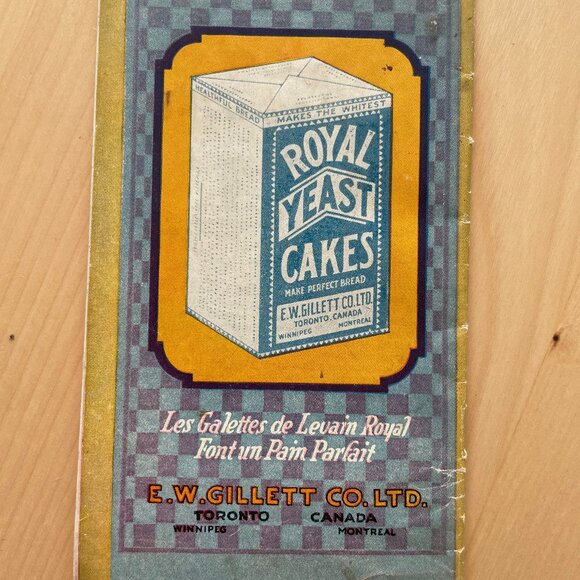 HEALTHFUL BREAD
MAKES THE WHITEST
ROYAL
YEAST
CAKES
MAKE PERFECT BREAD
E.W.GILLETT CO.LTD.
TORONTO, CANADA
WINNIPEG MONTREAL
Les Galettes de Levain Royal
Font un Pain Parfait
E.W.GILLETT CO. LTD.
TORONTO CANADA
WINNIPEG MONTREAL